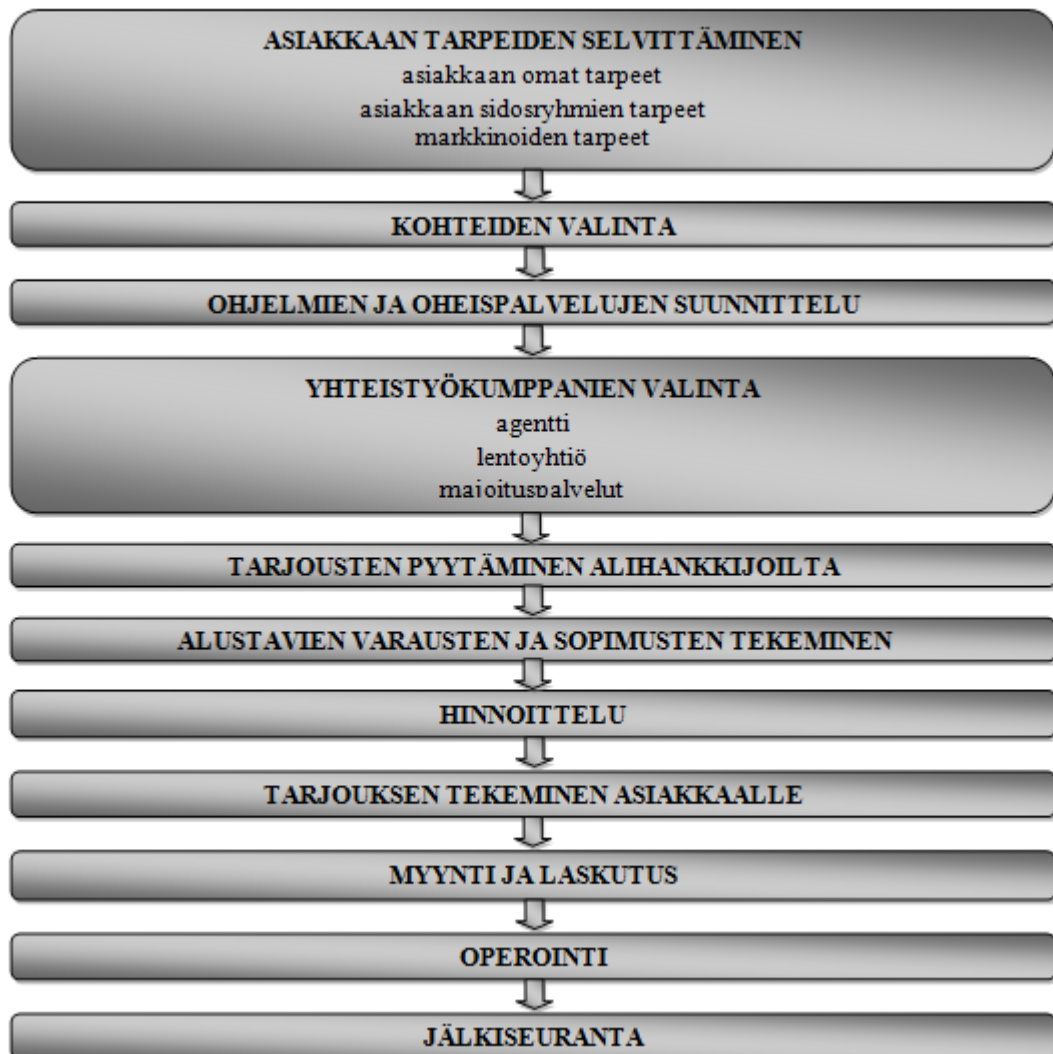 ASIAKKAAN TARPEIDEN SELVITTÄMINEN
asiakkaan omat tarpeet
asiakkaan sidosryhmien tarpeet
markkinoiden tarpeet
KOHTEIDEN VALINTA
OHJELMIEN JA OHEISPALVELUJEN SUUNNITTELU
YHTEISTYÖKUMPPANIEN VALINTA
agentti
lentoyhtiö
majoituspalvelut
TARJOUSTEN PYYTÄMINEN ALIHANKKIJOILTA
ALUSTAVIEN VARAUSTEN JA SOPIMUSTEN TEKEMINEN
HINNOITTELU
TARJOUKSEN TEKEMINEN ASIAKKAALLE
MYYNTI JA LASKUTUS
OPEROINTI
JÄLKISEURANTA